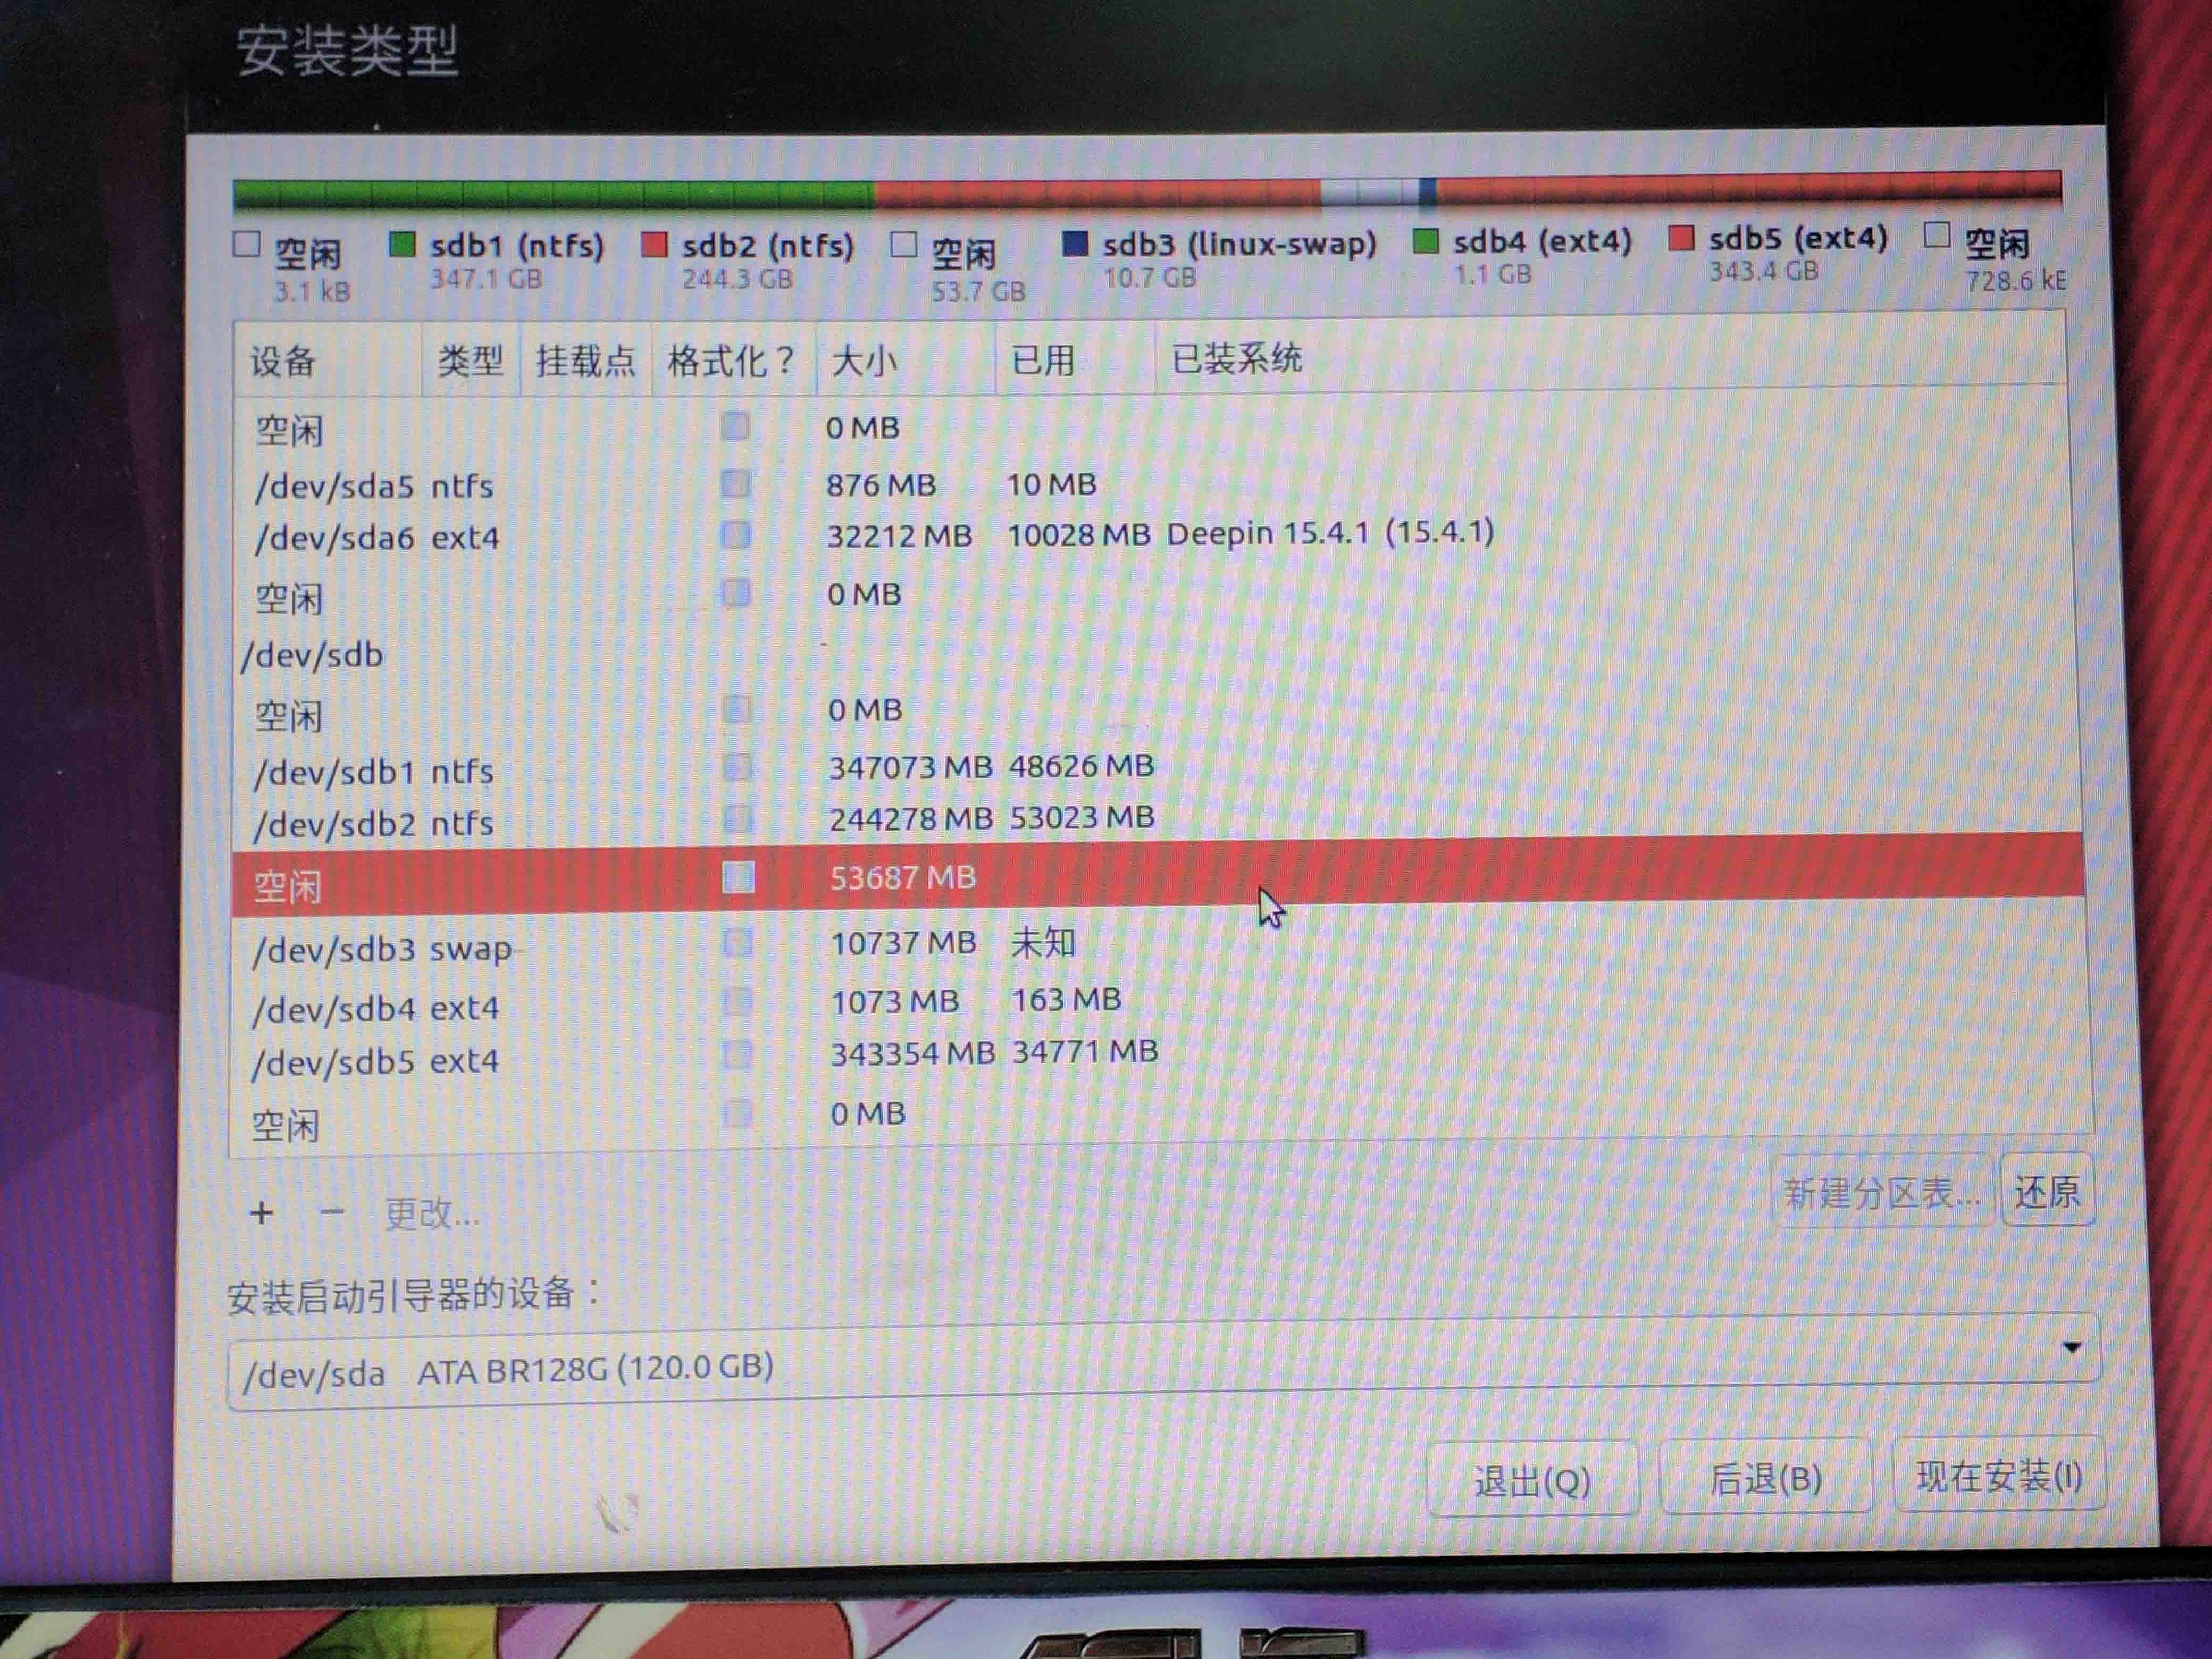 安装类型
空闲 sdb1 (ntfs) sdb2 (ntfs) 空闲 sdb3 (linux-swap) sdb4 (ext4) sdb5 (ext4) 空闲
3.1 kB 347.1 GB 244.3 GB 53.7 GB 10.7 GB 1.1 GB 343.4 GB 728.6 kE
设备 类型 挂载点 格式化？ 大小 已用 已装系统
空闲 0 MB
/dev/sda5 ntfs 876 MB 10 MB
/dev/sda6 ext4 32212 MB 10028 MB Deepin 15.4.1 (15.4.1)
空闲 0 MB
/dev/sdb
空闲 0 MB
/dev/sdb1 ntfs 347073 MB 48626 MB
/dev/sdb2 ntfs 244278 MB 53023 MB
空闲 53687 MB
/dev/sdb3 swap 10737 MB 未知
/dev/sdb4 ext4 1073 MB 163 MB
/dev/sdb5 ext4 343354 MB 34771 MB
空闲 0 MB
+ − 更改... 新建分区表... 还原
安装启动引导器的设备：
/dev/sda ATA BR128G (120.0 GB)
退出(Q) 后退(B) 现在安装(I)